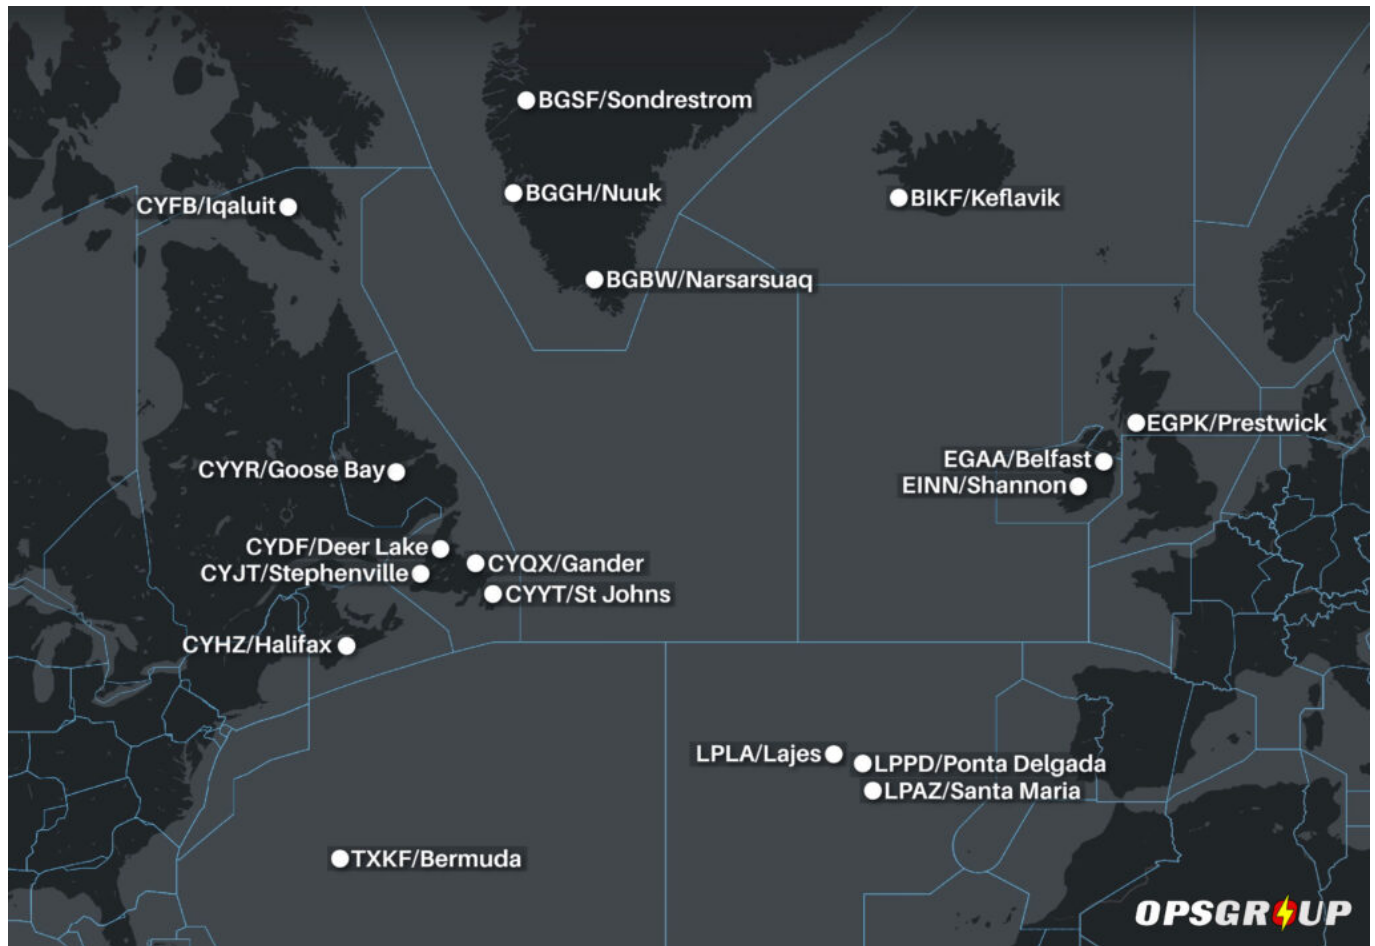 BGSF/Sondrestrom
BGGH/Nuuk
BIKF/Keflavik
CYFB/Iqaluit
BGBW/Narsarsuaq
EGPK/Prestwick
EGAA/Belfast
CYYR/Goose Bay
EINN/Shannon
CYDF/Deer Lake
CYQX/Gander
CYJT/Stephenville
CYYT/St Johns
CYHZ/Halifax
LPLA/Lajes
LPPD/Ponta Delgada
LPAZ/Santa Maria
TXKF/Bermuda
OPSGROUP